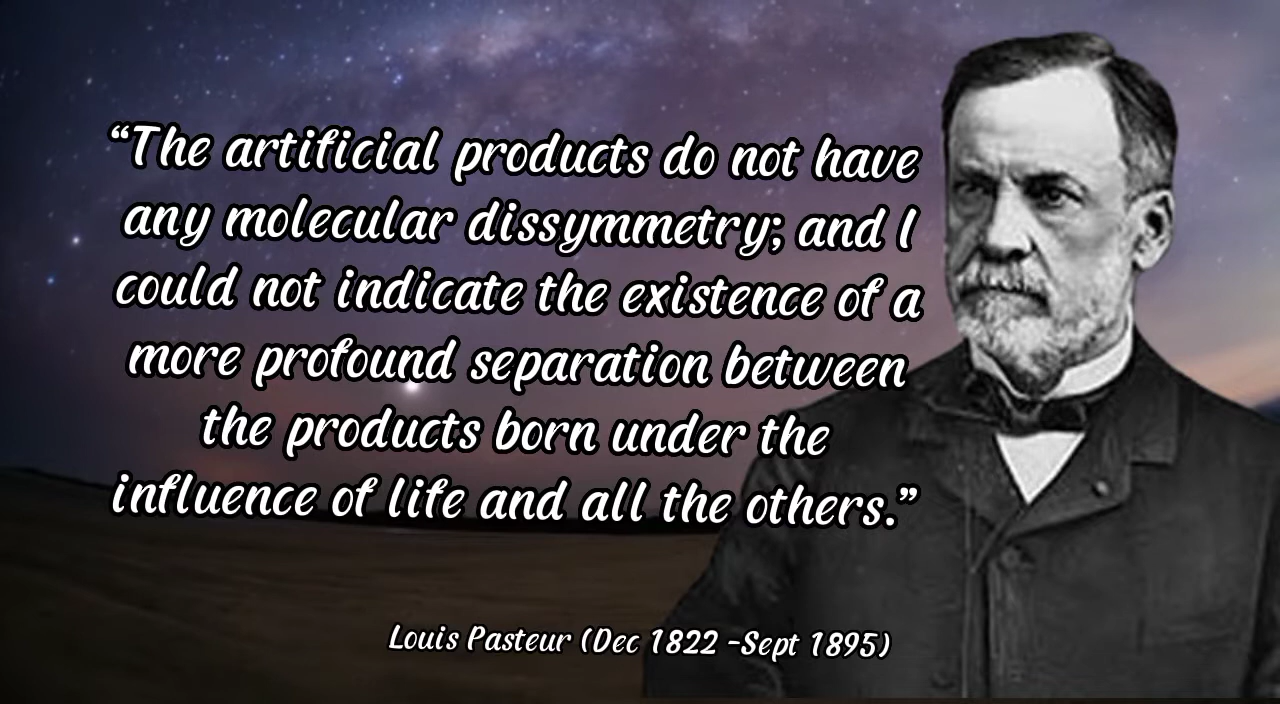 “The artificial products do not have
any molecular dissymmetry; and I
could not indicate the existence of a
more profound separation between
the products born under the
influence of life and all the others.”
Louis Pasteur (Dec 1822 -Sept 1895)